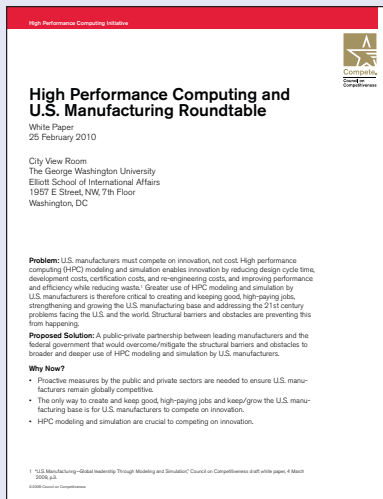 High Performance Computing Initiative
Compete.
Council on
Competitiveness
High Performance Computing and
U.S. Manufacturing Roundtable
White Paper
25 February 2010
City View Room
The George Washington University
Elliott School of International Affairs
1957 E Street, NW, 7th Floor
Washington, DC
Problem: U.S. manufacturers must compete on innovation, not cost. High performance
computing (HPC) modeling and simulation enables innovation by reducing design cycle time,
development costs, certification costs, and re-engineering costs, and improving performance
and efficiency while reducing waste.¹ Greater use of HPC modeling and simulation by
U.S. manufacturers is therefore critical to creating and keeping good, high-paying jobs,
strengthening and growing the U.S. manufacturing base and addressing the 21st century
problems facing the U.S. and the world. Structural barriers and obstacles are preventing this
from happening.
Proposed Solution: A public-private partnership between leading manufacturers and the
federal government that would overcome/mitigate the structural barriers and obstacles to
broader and deeper use of HPC modeling and simulation by U.S. manufacturers.
Why Now?
• Proactive measures by the public and private sectors are needed to ensure U.S. manu-
facturers remain globally competitive.
• The only way to create and keep good, high-paying jobs and keep/grow the U.S. manu-
facturing base is for U.S. manufacturers to compete on innovation.
• HPC modeling and simulation are crucial to competing on innovation.
1 "U.S. Manufacturing—Global leadership Through Modeling and Simulation," Council on Competitiveness draft white paper, 4 March
2009, p.3.
©2009 Council on Competitiveness